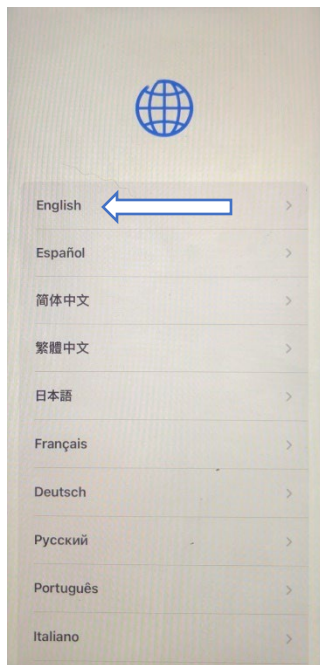 English
Español
简体中文
繁體中文
日本語
Français
Deutsch
Русский
Português
Italiano